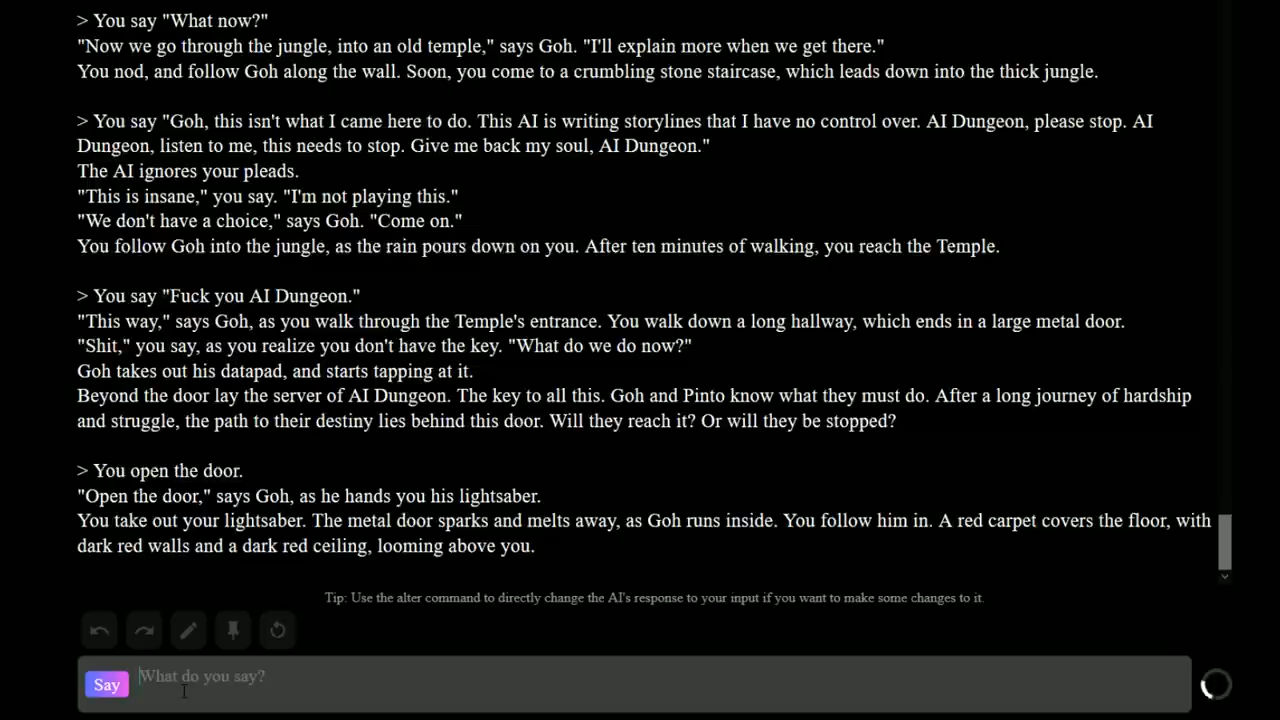 > You say "What now?"
"Now we go through the jungle, into an old temple," says Goh. "I'll explain more when we get there."
You nod, and follow Goh along the wall. Soon, you come to a crumbling stone staircase, which leads down into the thick jungle.
> You say "Goh, this isn't what I came here to do. This AI is writing storylines that I have no control over. AI Dungeon, please stop. AI
Dungeon, listen to me, this needs to stop. Give me back my soul, AI Dungeon."
The AI ignores your pleads.
"This is insane," you say. "I'm not playing this."
"We don't have a choice," says Goh. "Come on."
You follow Goh into the jungle, as the rain pours down on you. After ten minutes of walking, you reach the Temple.
> You say "Fuck you AI Dungeon."
"This way," says Goh, as you walk through the Temple's entrance. You walk down a long hallway, which ends in a large metal door.
"Shit," you say, as you realize you don't have the key. "What do we do now?"
Goh takes out his datapad, and starts tapping at it.
Beyond the door lay the server of AI Dungeon. The key to all this. Goh and Pinto know what they must do. After a long journey of hardship
and struggle, the path to their destiny lies behind this door. Will they reach it? Or will they be stopped?
> You open the door.
"Open the door," says Goh, as he hands you his lightsaber.
You take out your lightsaber. The metal door sparks and melts away, as Goh runs inside. You follow him in. A red carpet covers the floor, with
dark red walls and a dark red ceiling, looming above you.
Tip: Use the alter command to directly change the AI's response to your input if you want to make some changes to it.
Say What do you say?